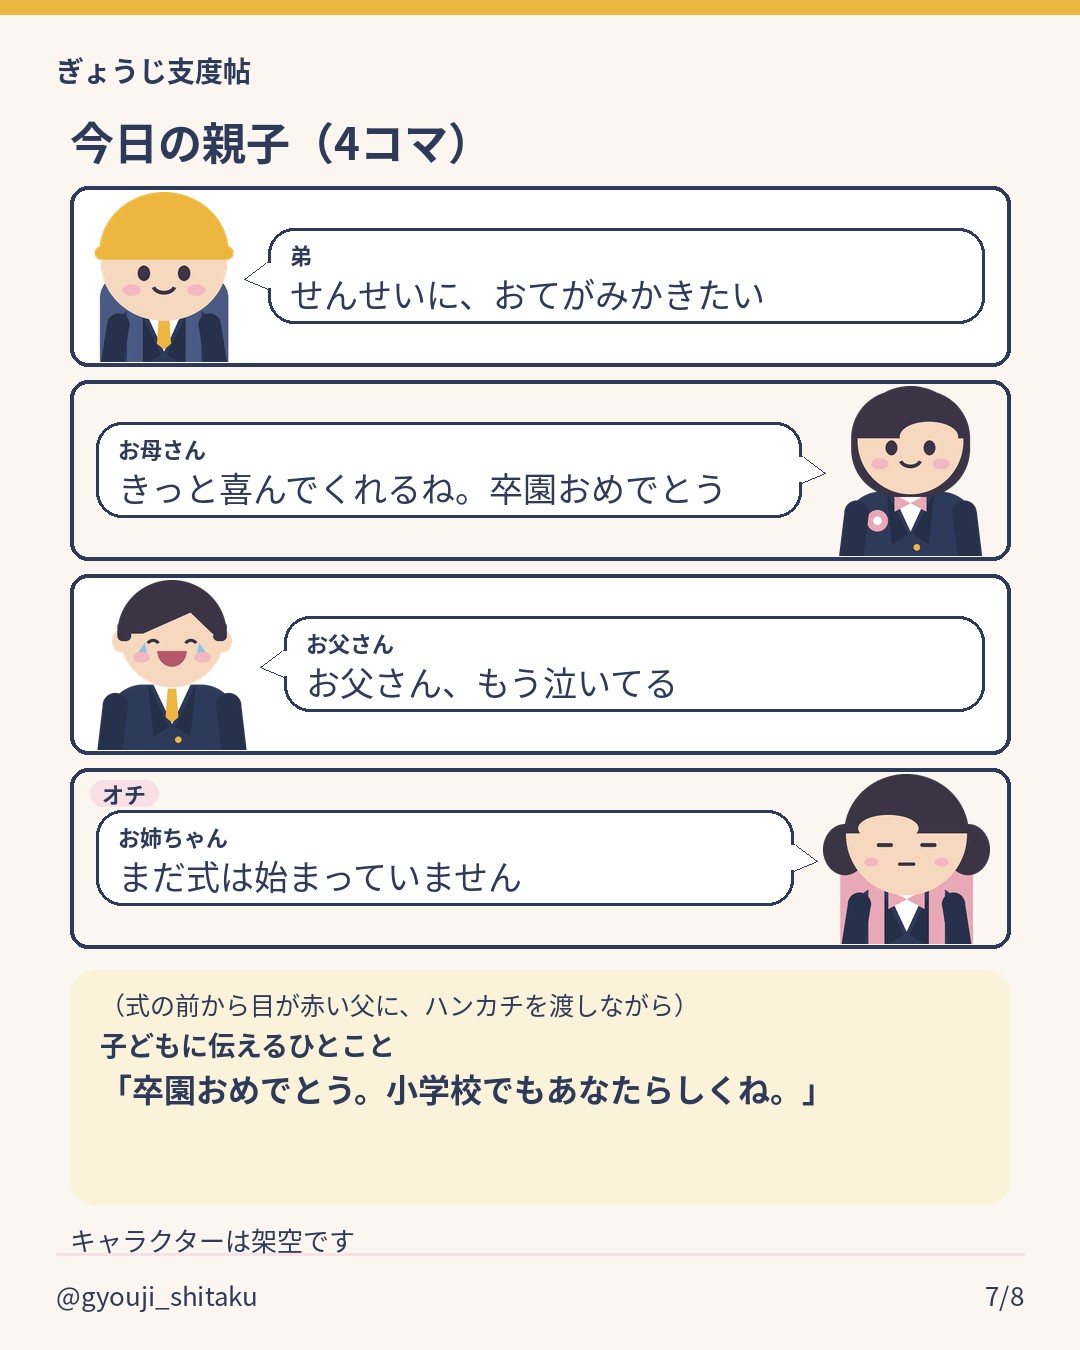 ぎょうじ支度帖
今日の親子（4コマ）
弟
せんせいに、おてがみかきたい
お母さん
きっと喜んでくれるね。卒園おめでとう
お父さん
お父さん、もう泣いてる
オチ
お姉ちゃん
まだ式は始まっていません
（式の前から目が赤い父に、ハンカチを渡しながら）
子どもに伝えるひとこと
「卒園おめでとう。小学校でもあなたらしくね。」
キャラクターは架空です
@gyouji_shitaku
7/8